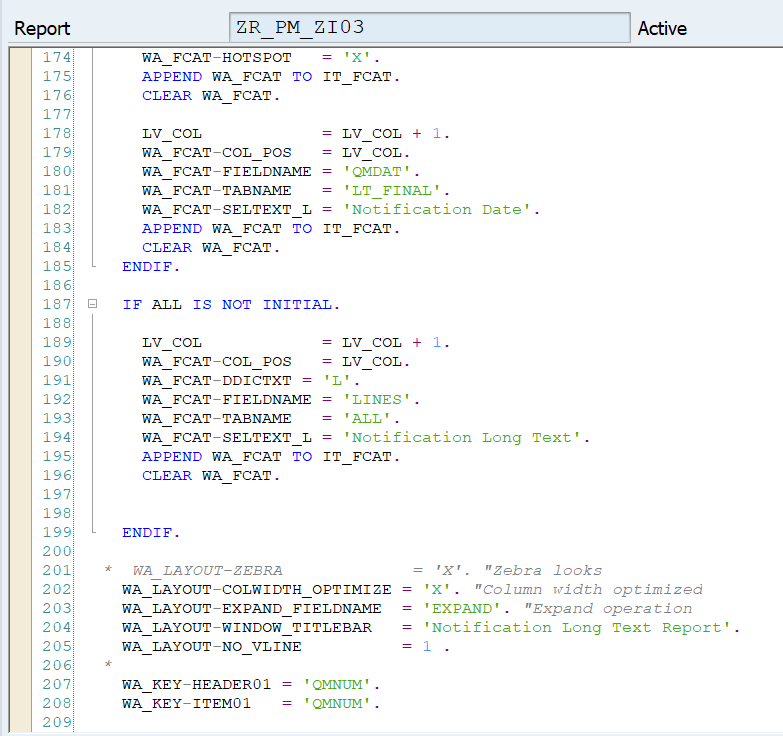 Report ZR_PM_ZI03 Active
174 WA_FCAT-HOTSPOT = 'X'.
175 APPEND WA_FCAT TO IT_FCAT.
176 CLEAR WA_FCAT.
177
178 LV_COL = LV_COL + 1.
179 WA_FCAT-COL_POS = LV_COL.
180 WA_FCAT-FIELDNAME = 'QMDAT'.
181 WA_FCAT-TABNAME = 'LT_FINAL'.
182 WA_FCAT-SELTEXT_L = 'Notification Date'.
183 APPEND WA_FCAT TO IT_FCAT.
184 CLEAR WA_FCAT.
185 ENDIF.
186
187 IF ALL IS NOT INITIAL.
188
189 LV_COL = LV_COL + 1.
190 WA_FCAT-COL_POS = LV_COL.
191 WA_FCAT-DDICTXT = 'L'.
192 WA_FCAT-FIELDNAME = 'LINES'.
193 WA_FCAT-TABNAME = 'ALL'.
194 WA_FCAT-SELTEXT_L = 'Notification Long Text'.
195 APPEND WA_FCAT TO IT_FCAT.
196 CLEAR WA_FCAT.
197
198
199 ENDIF.
200
201 * WA_LAYOUT-ZEBRA = 'X'. "Zebra looks
202 WA_LAYOUT-COLWIDTH_OPTIMIZE = 'X'. "Column width optimized
203 WA_LAYOUT-EXPAND_FIELDNAME = 'EXPAND'. "Expand operation
204 WA_LAYOUT-WINDOW_TITLEBAR = 'Notification Long Text Report'.
205 WA_LAYOUT-NO_VLINE = 1 .
206 *
207 WA_KEY-HEADER01 = 'QMNUM'.
208 WA_KEY-ITEM01 = 'QMNUM'.
209